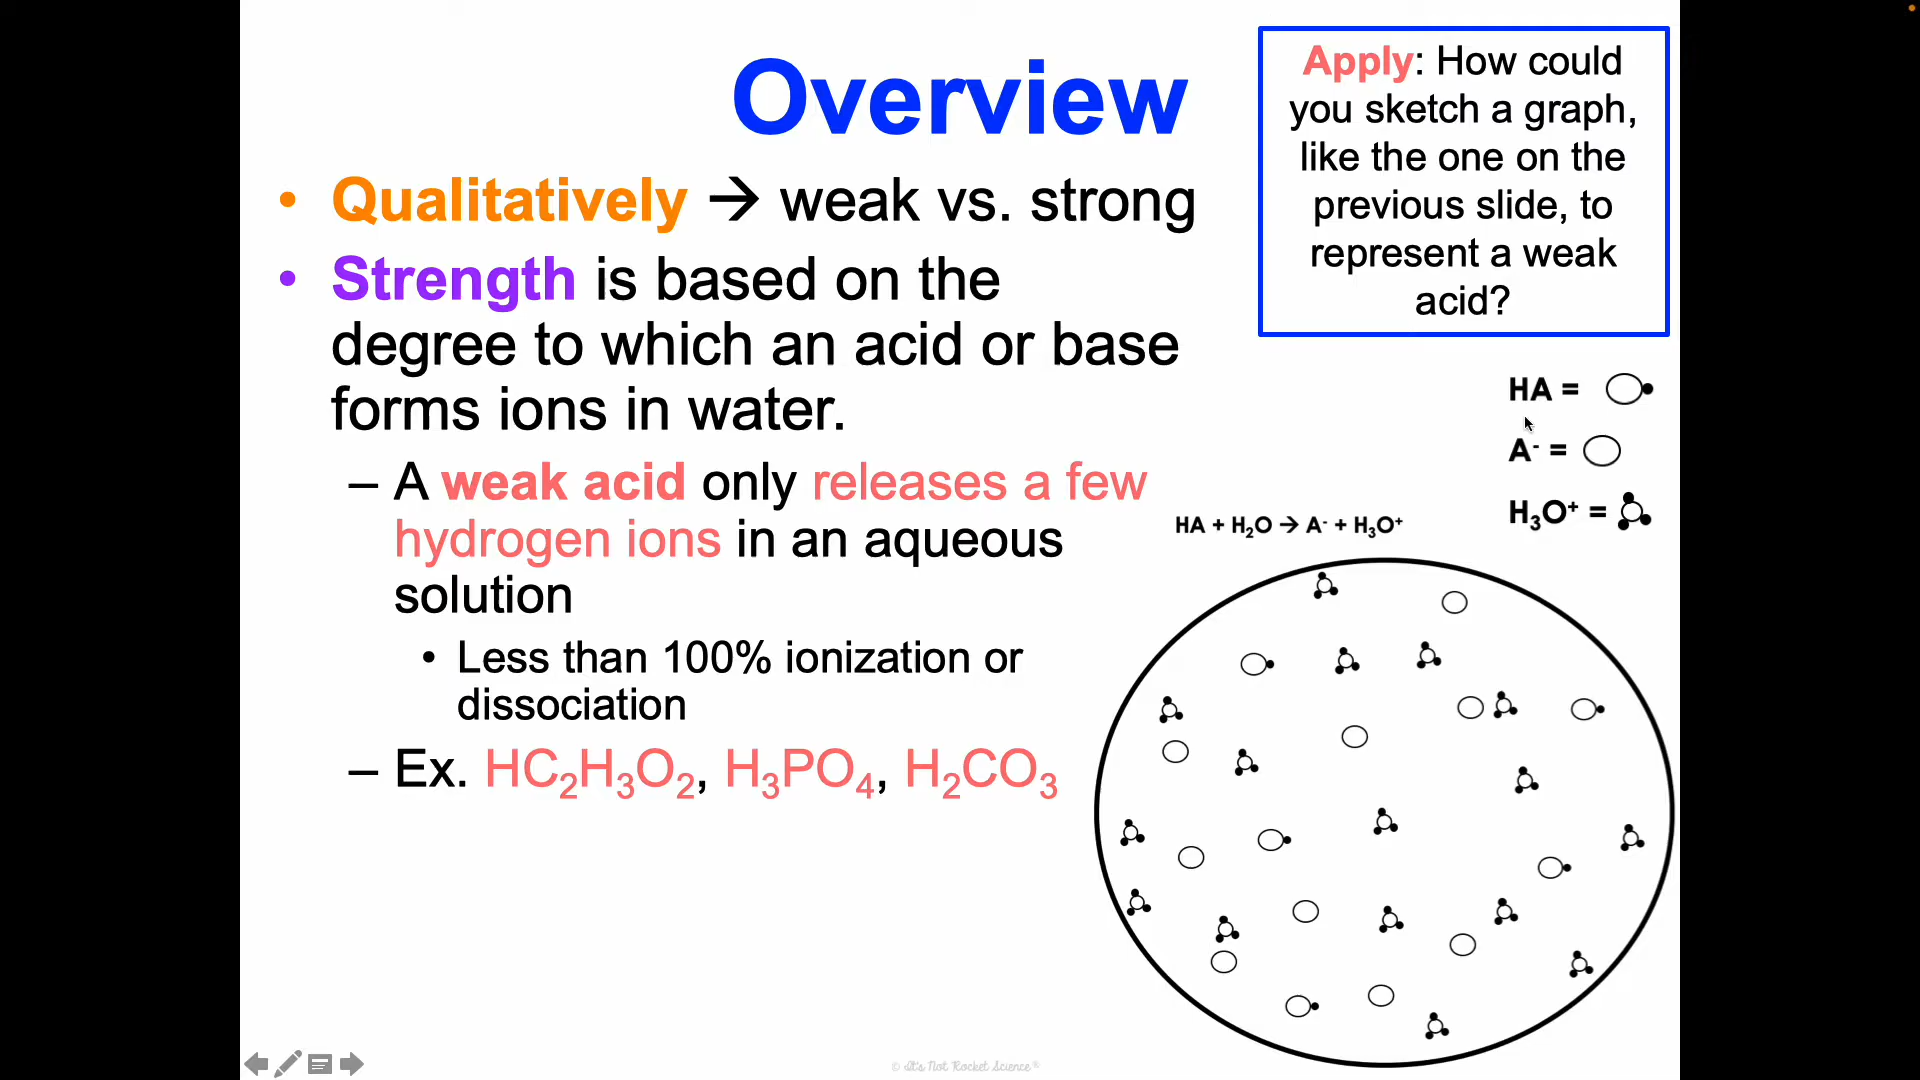 Overview
• Qualitatively → weak vs. strong
• Strength is based on the
degree to which an acid or base
forms ions in water.
– A weak acid only releases a few
hydrogen ions in an aqueous
solution
• Less than 100% ionization or
dissociation
– Ex. HC₂H₃O₂, H₃PO₄, H₂CO₃
Apply: How could
you sketch a graph,
like the one on the
previous slide, to
represent a weak
acid?
HA =
A⁻ =
H₃O⁺ =
HA + H₂O → A⁻ + H₃O⁺
© It's Not Rocket Science®